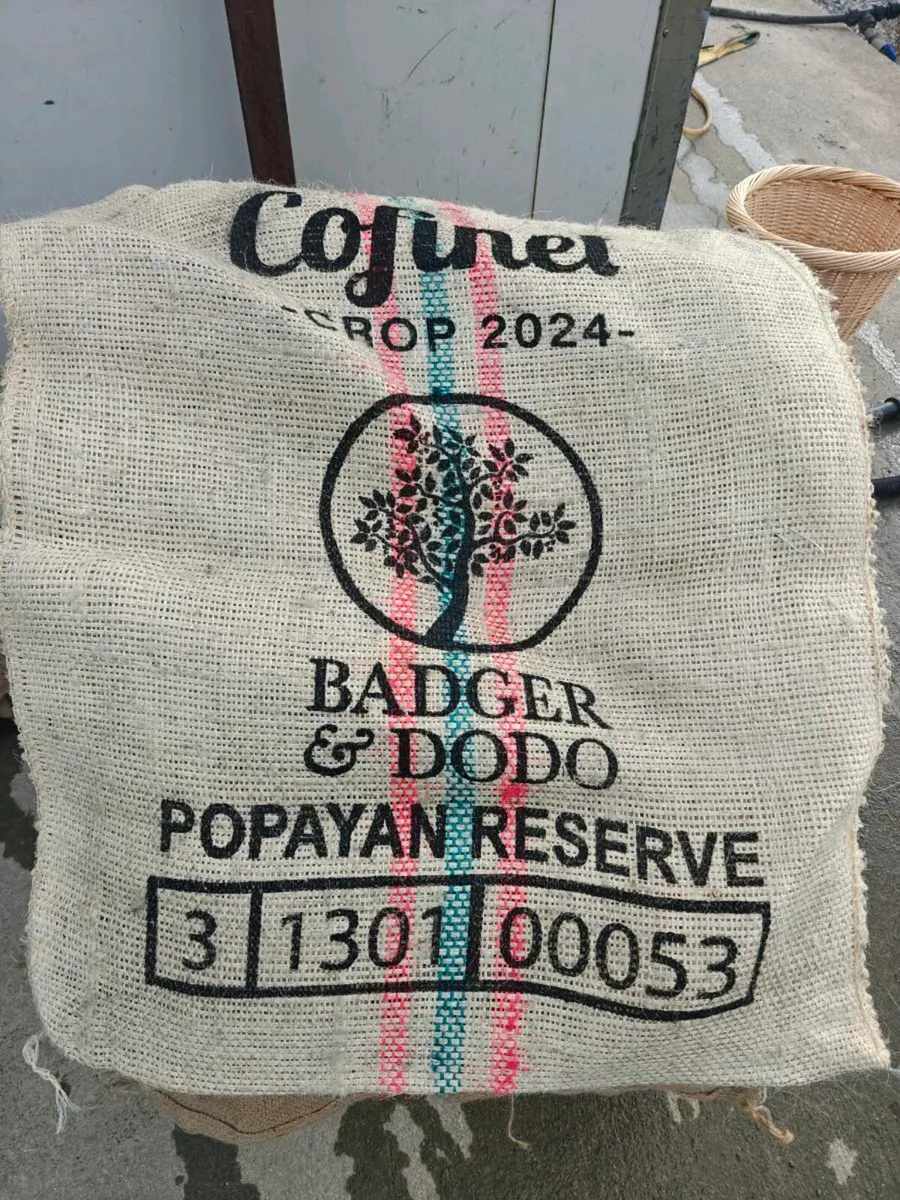 Cofinet
-CROP 2024-
BADGER
& DODO
POPAYAN RESERVE
3 1301 00053